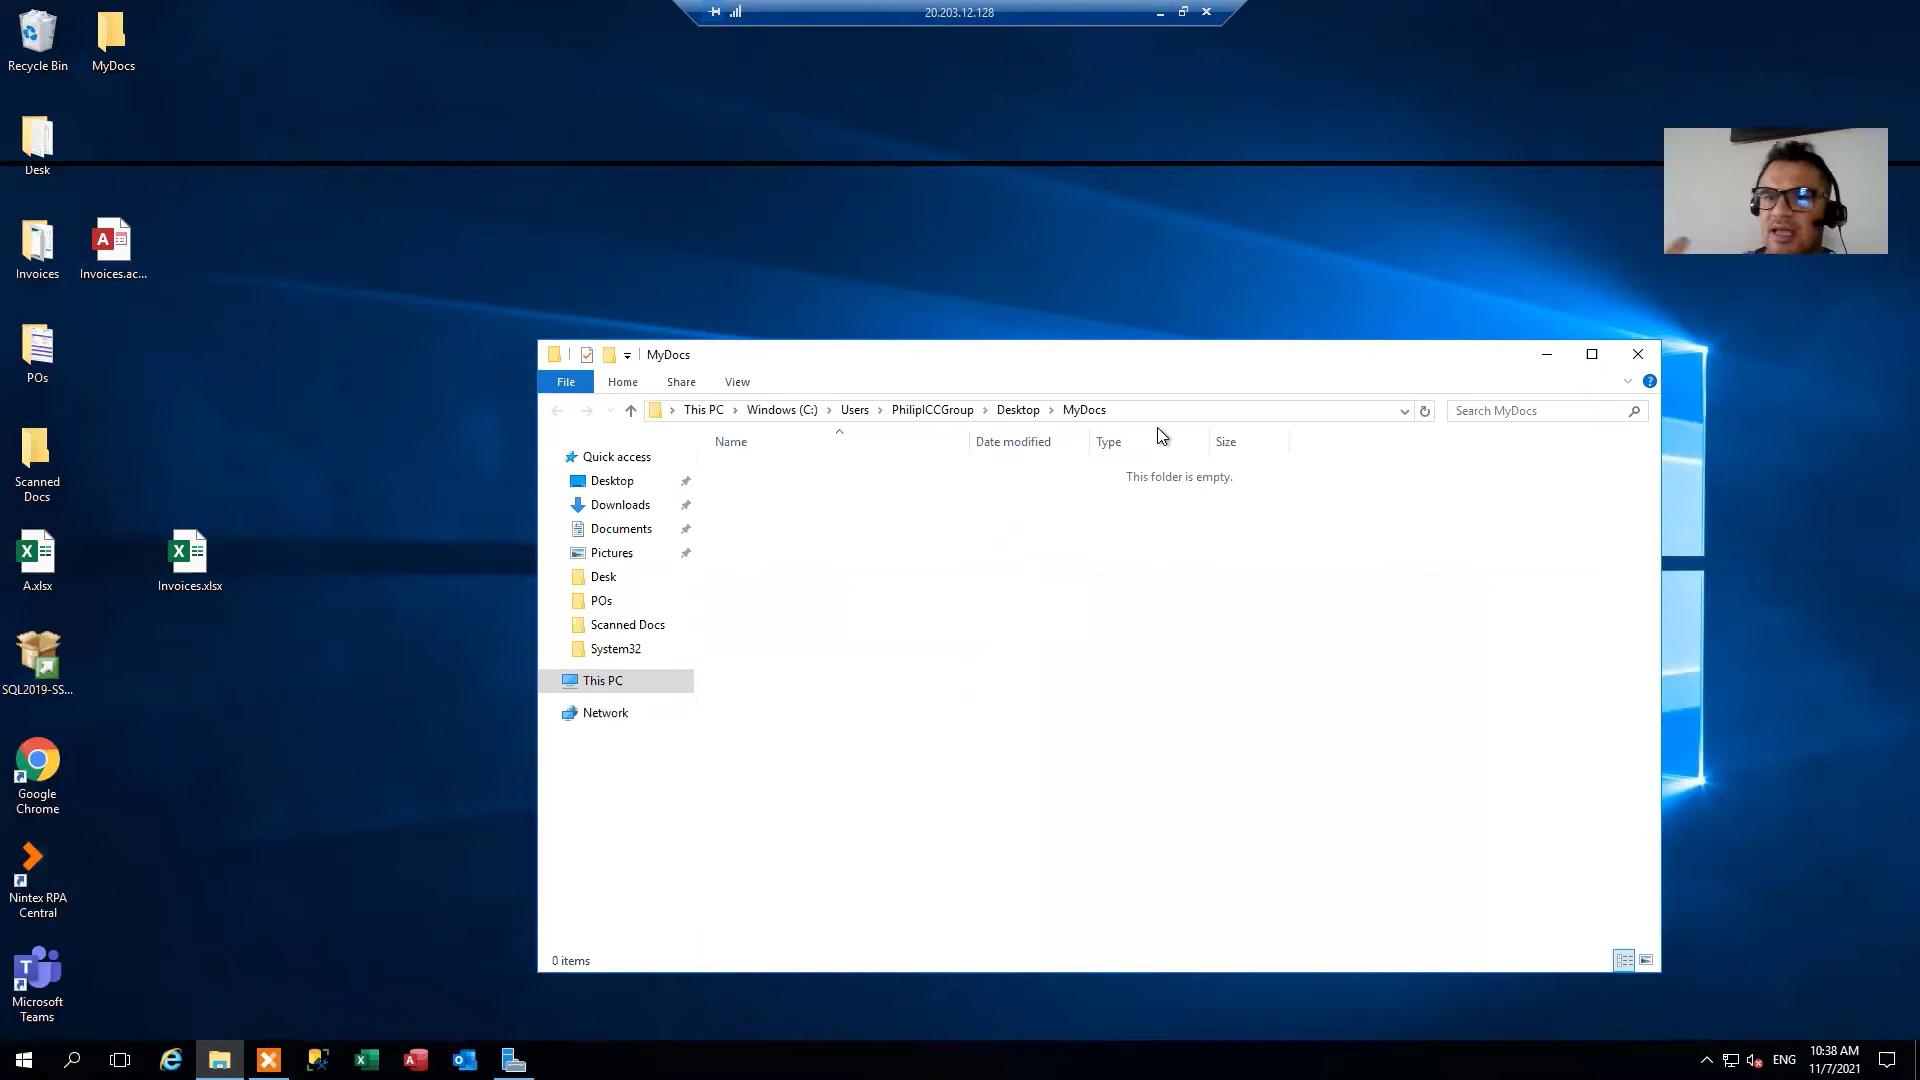 20.203.12.128
Recycle Bin
MyDocs
Desk
Invoices
Invoices.ac...
POs
Scanned
Docs
A.xlsx
Invoices.xlsx
SQL2019-SS...
Google
Chrome
Nintex RPA
Central
Microsoft
Teams
MyDocs
File
Home
Share
View
This PC
Windows (C:)
Users
PhilipICCGroup
Desktop
MyDocs
Search MyDocs
Name
Date modified
Type
Size
This folder is empty.
Quick access
Desktop
Downloads
Documents
Pictures
Desk
POs
Scanned Docs
System32
This PC
Network
0 items
ENG
10:38 AM
11/7/2021